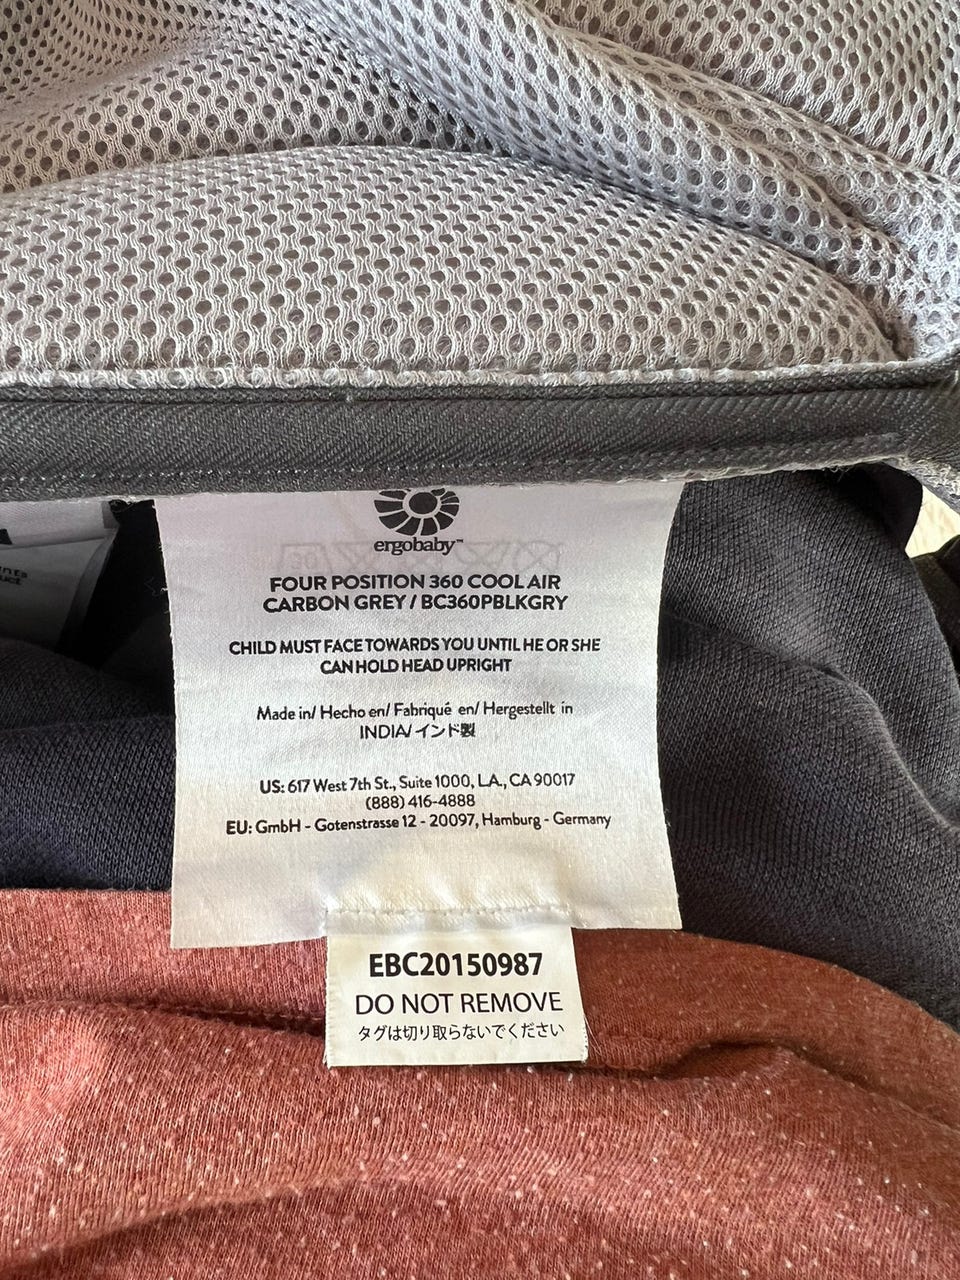 ergobaby™
FOUR POSITION 360 COOL AIR
CARBON GREY / BC360PBLKGRY
CHILD MUST FACE TOWARDS YOU UNTIL HE OR SHE
CAN HOLD HEAD UPRIGHT
Made in/ Hecho en/ Fabriqué en/ Hergestellt in
INDIA/ インド製
US: 617 West 7th St., Suite 1000, LA., CA 90017
(888) 416-4888
EU: GmbH - Gotenstrasse 12 - 20097, Hamburg - Germany
EBC20150987
DO NOT REMOVE
タグは切り取らないでください